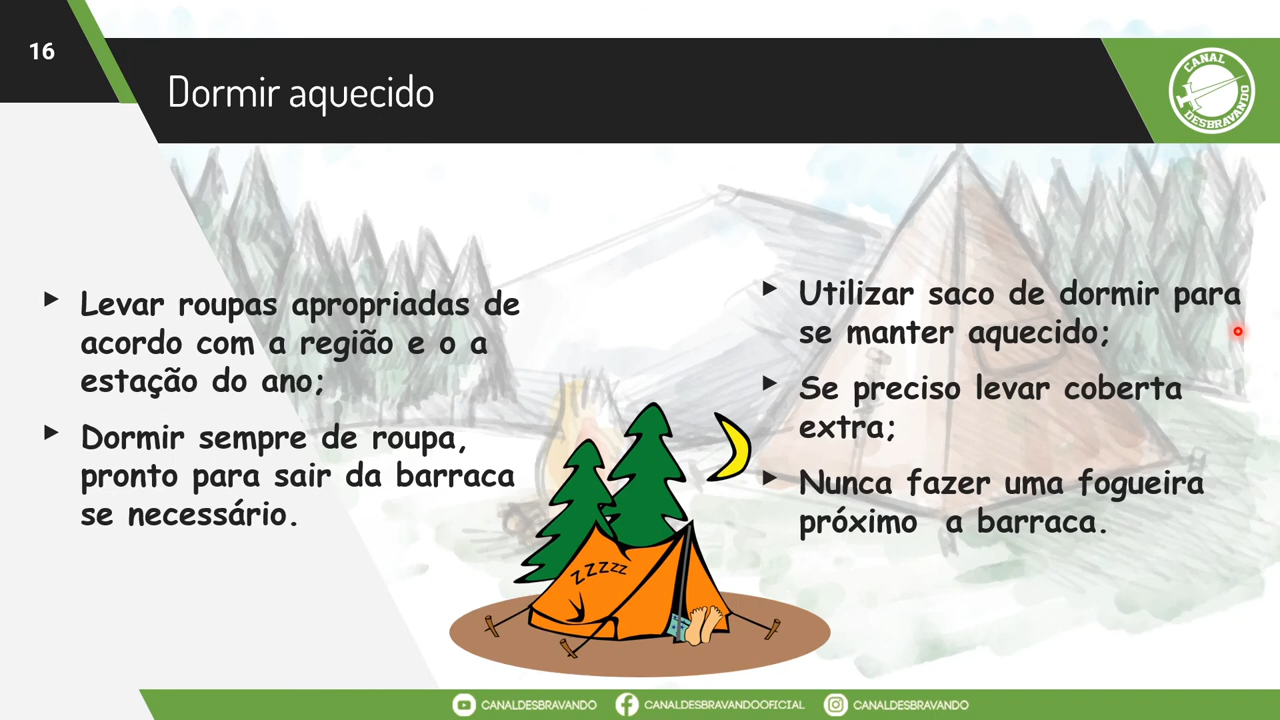 16
Dormir aquecido
CANAL
DESBRAVANDO
Levar roupas apropriadas de
acordo com a região e o a
estação do ano;
Dormir sempre de roupa,
pronto para sair da barraca
se necessário.
Utilizar saco de dormir para
se manter aquecido;
Se preciso levar coberta
extra;
Nunca fazer uma fogueira
próximo  a barraca.
ZZZZZ
CANALDESBRAVANDO
CANALDESBRAVANDOOFICIAL
CANALDESBRAVANDO